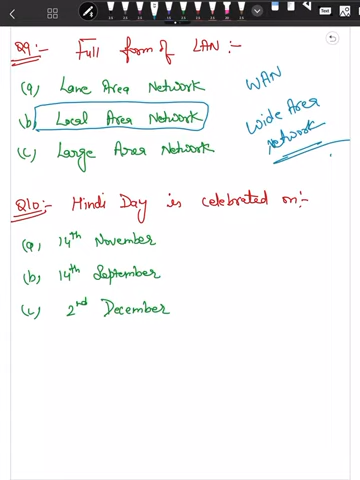 Q9:- Full form of LAN:-
(a) Lane Area Network
(b) Local Area Network
(c) Large Area Network
WAN
Wide Area
Network
Q10:- Hindi Day is celebrated on:-
(a) 14th November
(b) 14th September
(c) 2nd December